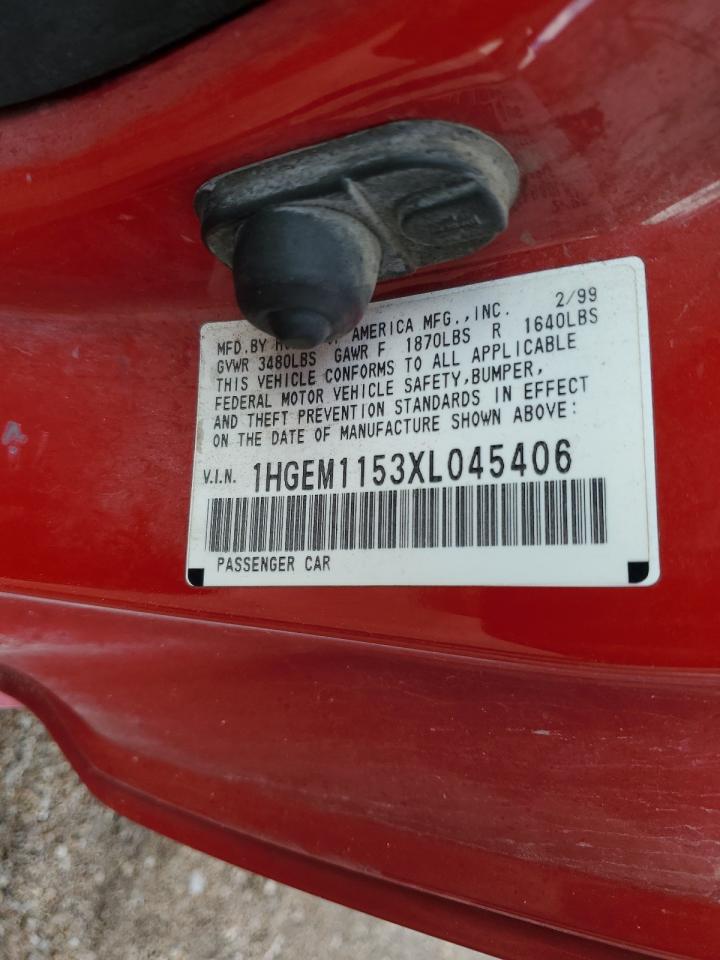 MFD.BY OF AMERICA MFG.,INC. 2/99
GVWR 3480LBS GAWR F 1870LBS R 1640LBS
THIS VEHICLE CONFORMS TO ALL APPLICABLE
FEDERAL MOTOR VEHICLE SAFETY,BUMPER,
AND THEFT PREVENTION STANDARDS IN EFFECT
ON THE DATE OF MANUFACTURE SHOWN ABOVE:
V.I.N. 1HGEM1153XL045406
PASSENGER CAR